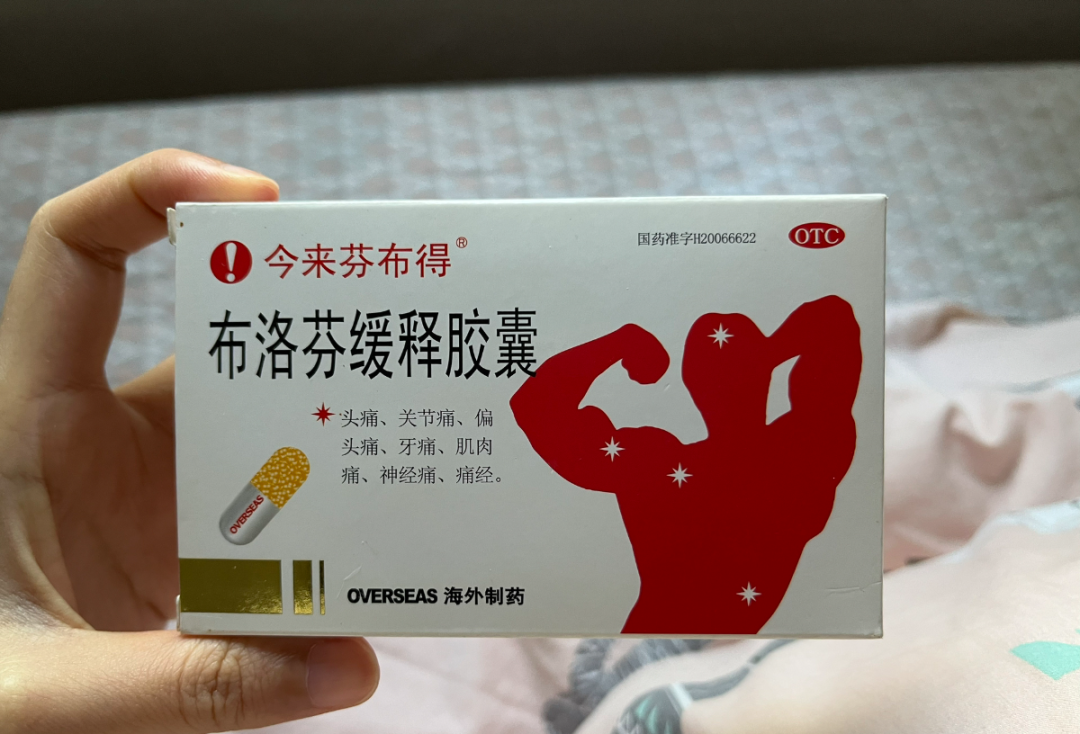 国药准字H20066622
OTC
今来芬布得®
布洛芬缓释胶囊
头痛、关节痛、偏
头痛、牙痛、肌肉
痛、神经痛、痛经。
OVERSEAS
OVERSEAS 海外制药